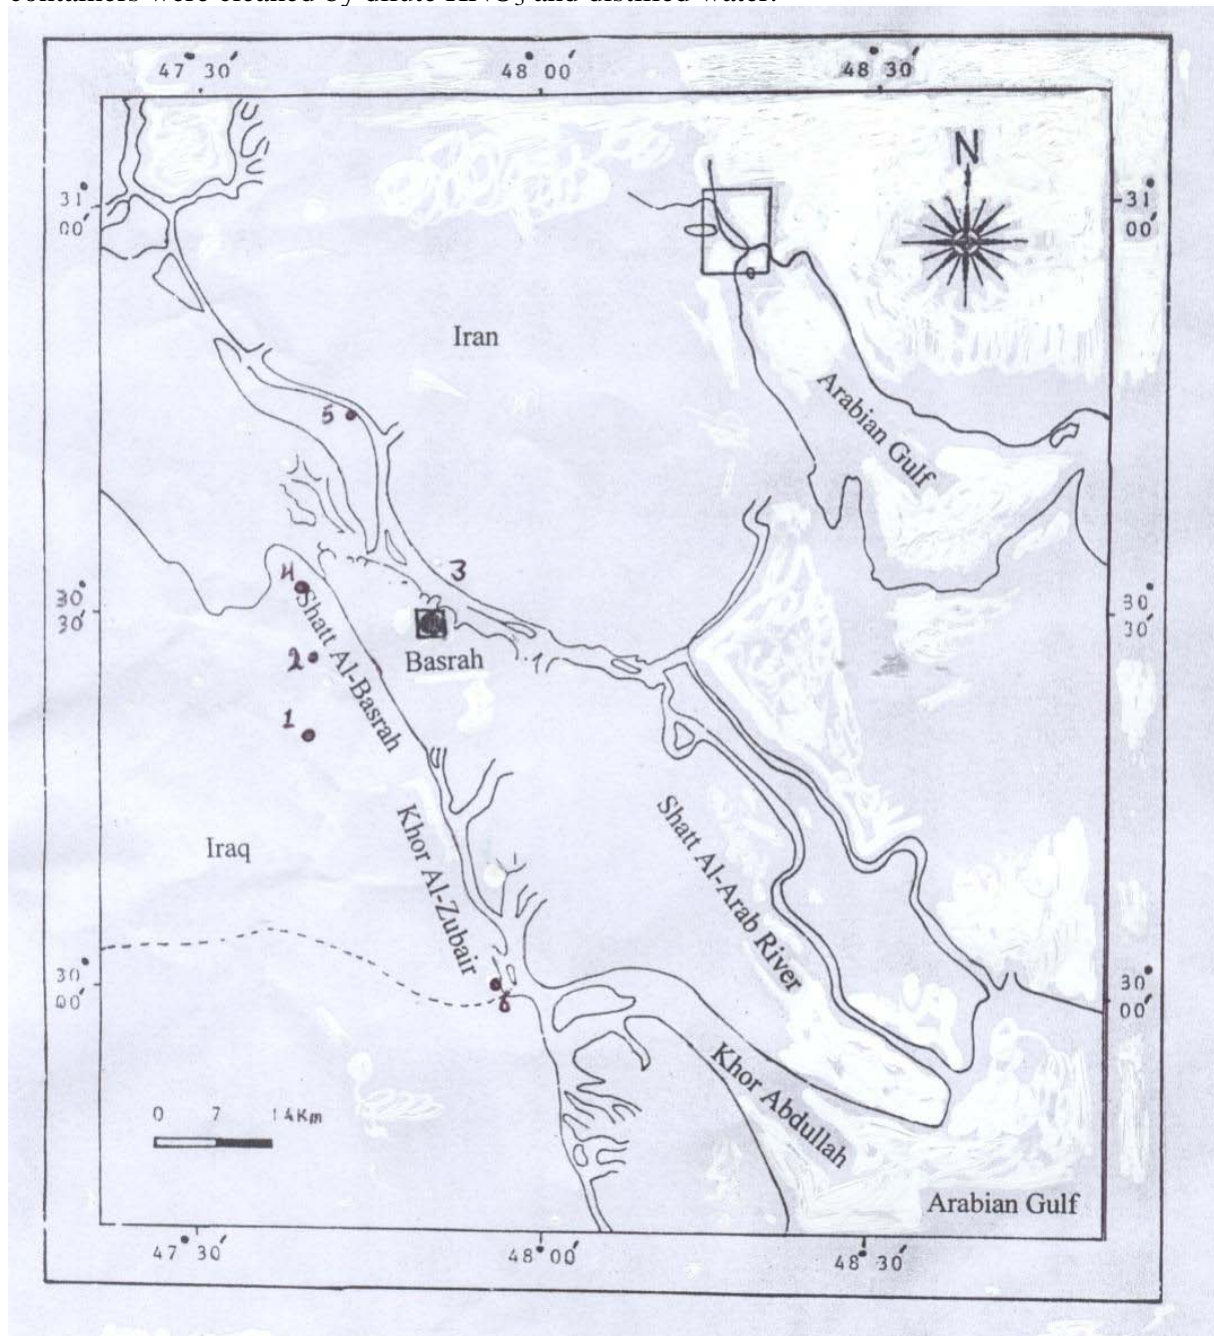 containers were cleaned by dilute HNO3 and distilled water.
47° 30′
48° 00′
48° 30′
N
31° 00′
31° 00′
Iran
Arabian Gulf
5
3
4
30° 30′
30° 30′
Shatt Al-Basrah
2
Basrah
1
Khor Al-Zubair
Iraq
Shatt Al-Arab River
30° 00′
30° 00′
6
Khor Abdullah
0 7 14Km
Arabian Gulf
47° 30′
48° 00′
48° 30′